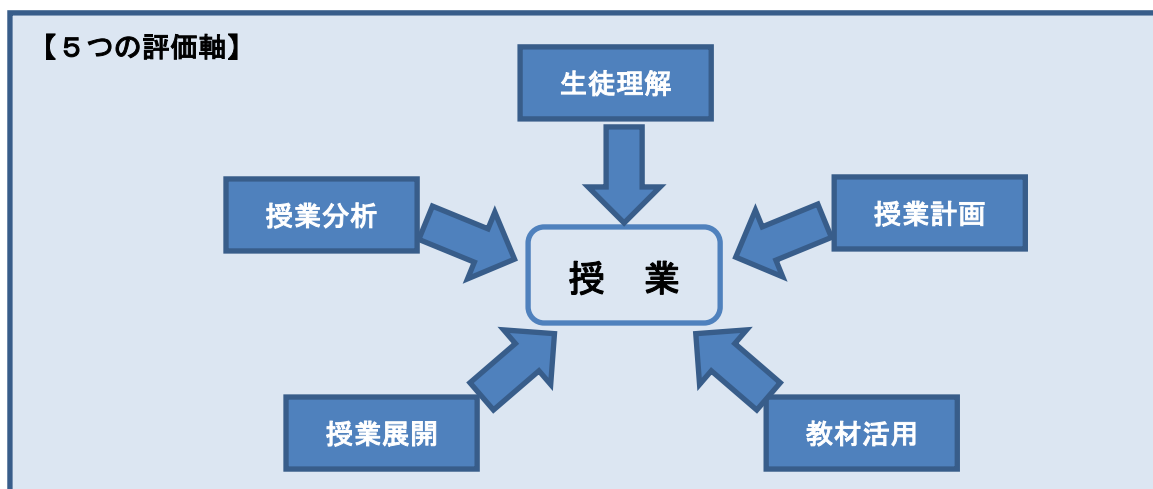 【５つの評価軸】
生徒理解
授業分析
授業計画
授　業
授業展開
教材活用